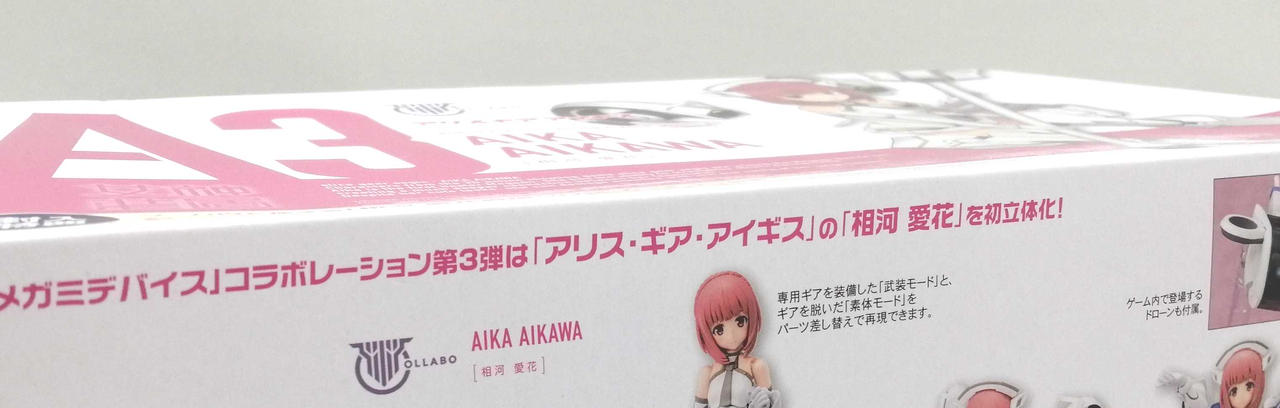 A3
AIKA
AIKAWA
メガミデバイス」コラボレーション第3弾は「アリス・ギア・アイギス」の「相河 愛花」を初立体化!
OLLABO
AIKA AIKAWA
[相河 愛花]
専用ギアを装備した「武装モード」と、
ギアを脱いだ「素体モード」を
パーツ差し替えで再現できます。
ゲーム内で登場する
ドローンも付属。